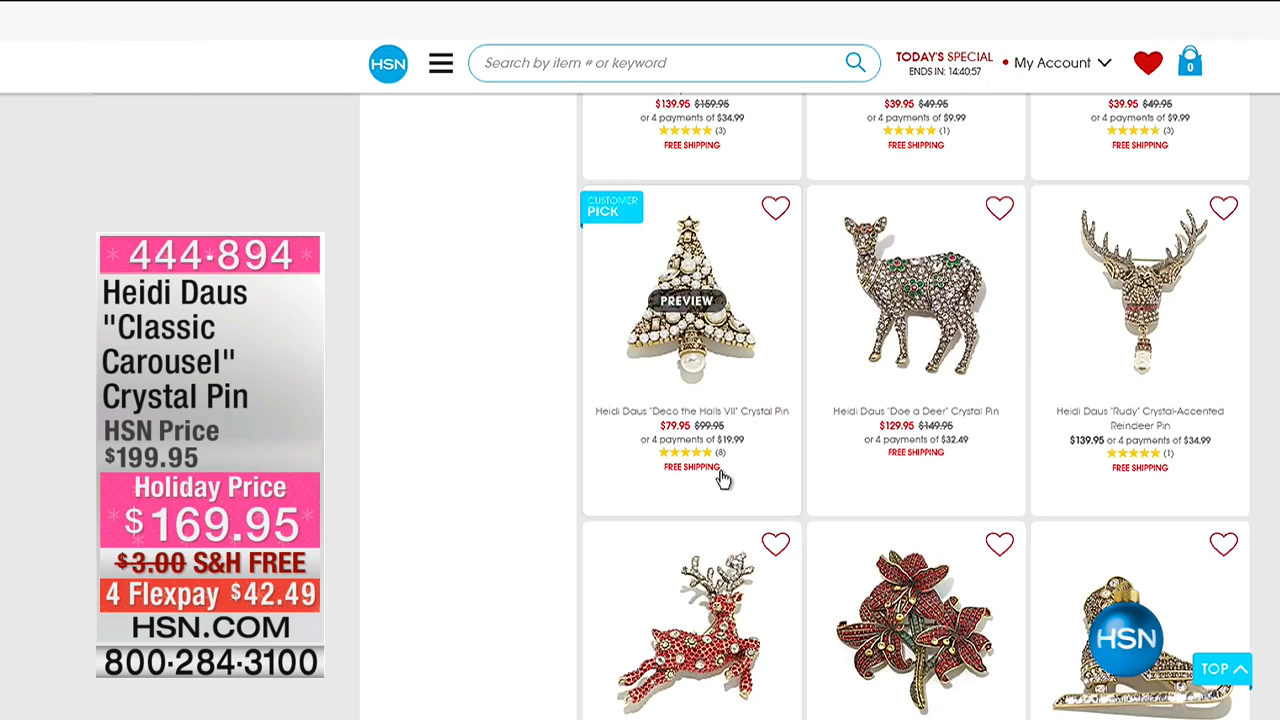 HSN
Search by item # or keyword
TODAY'S SPECIAL
ENDS IN: 14:40:57
My Account
0
$139.95 $159.95
or 4 payments of $34.99
(3)
FREE SHIPPING
$39.95 $49.95
or 4 payments of $9.99
(1)
FREE SHIPPING
$39.95 $49.95
or 4 payments of $9.99
(3)
FREE SHIPPING
CUSTOMER
PICK
PREVIEW
Heidi Daus "Deco the Halls VII" Crystal Pin
$79.95 $99.95
or 4 payments of $19.99
(8)
FREE SHIPPING
Heidi Daus "Doe a Deer" Crystal Pin
$129.95 $149.95
or 4 payments of $32.49
FREE SHIPPING
Heidi Daus "Rudy" Crystal-Accented
Reindeer Pin
$139.95 or 4 payments of $34.99
(1)
FREE SHIPPING
444·894
Heidi Daus
"Classic
Carousel"
Crystal Pin
HSN Price
$199.95
Holiday Price
$169.95
$3.00 S&H FREE
4 Flexpay $42.49
HSN.COM
800·284·3100
HSN
TOP